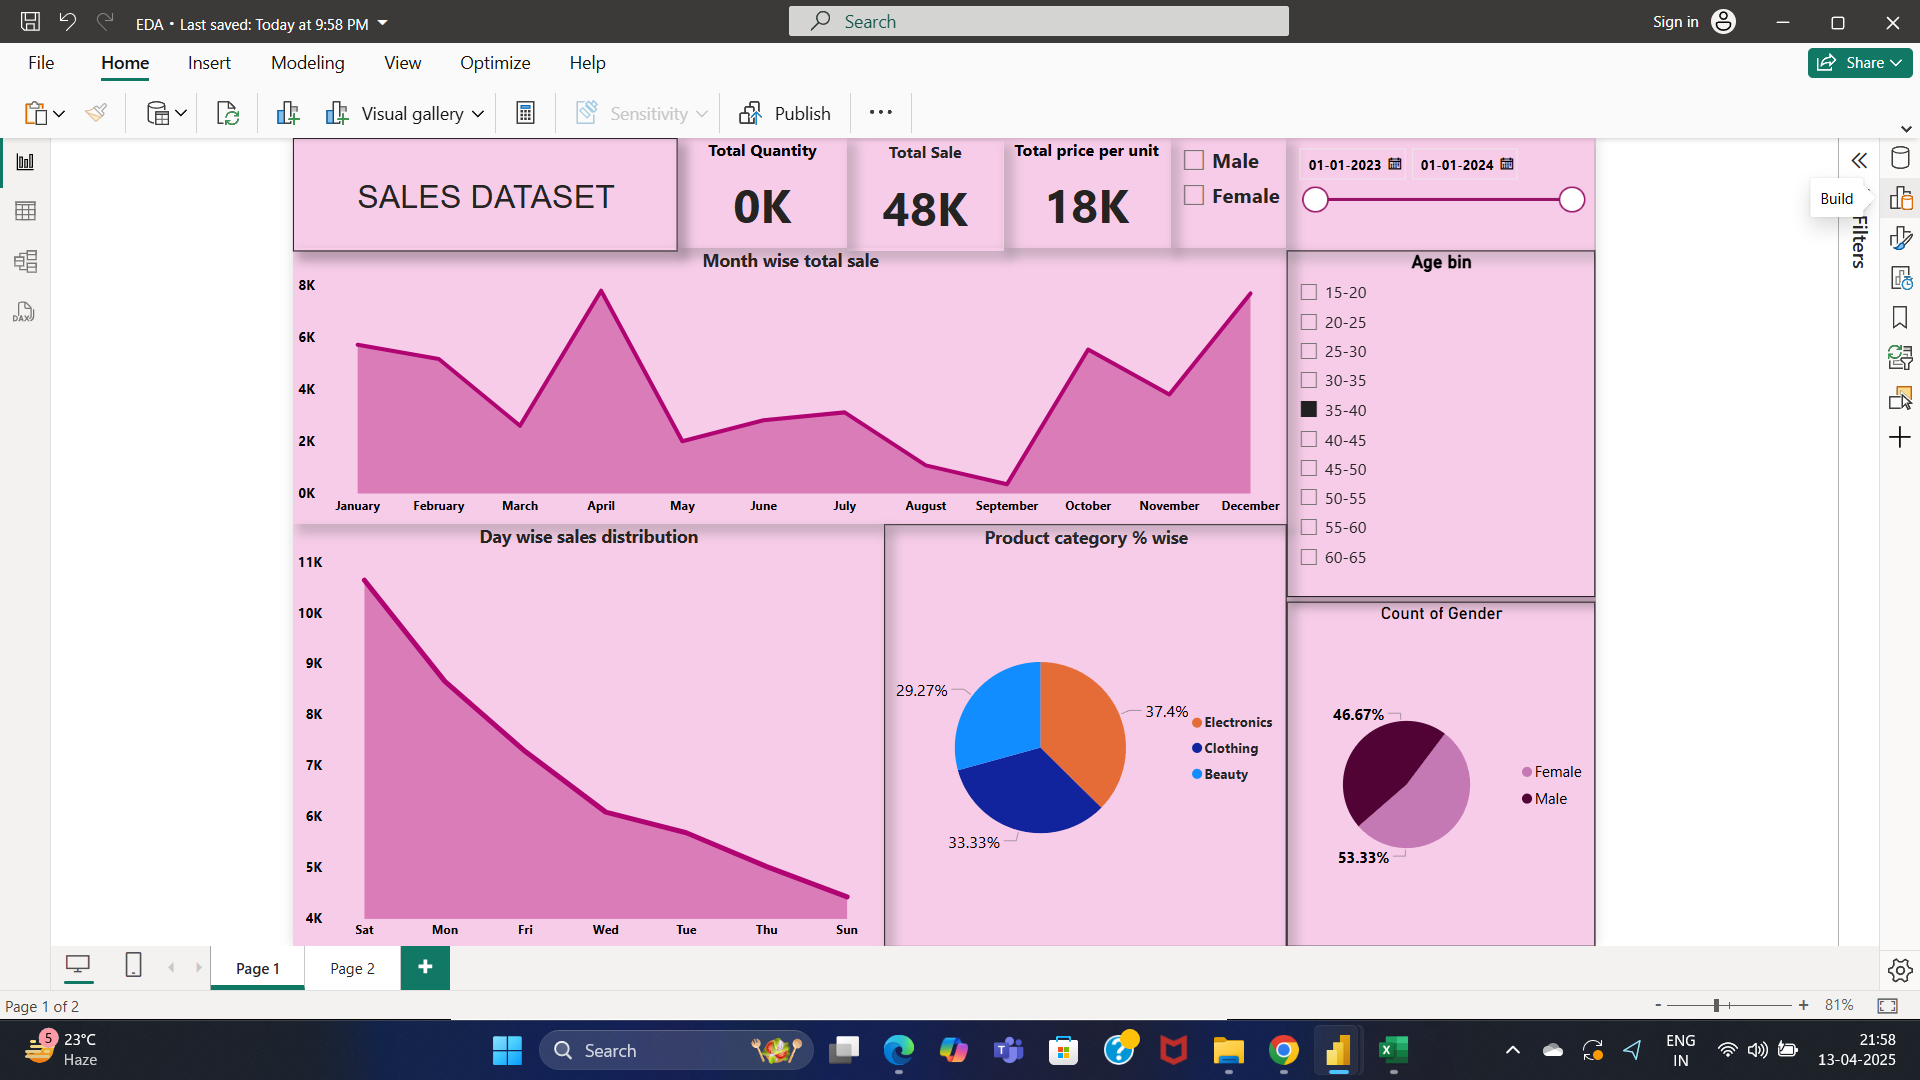 EDA • Last saved: Today at 9:58 PM
Search
Sign in
File
Home
Insert
Modeling
View
Optimize
Help
Share
Visual gallery
Sensitivity
Publish
SALES DATASET
Total Quantity
0K
Total Sale
48K
Total price per unit
18K
Male
Female
01-01-2023
01-01-2024
Build
Filters
DAX
Month wise total sale
8K
6K
4K
2K
0K
January February March April May June July August September October November December
Age bin
15-20
20-25
25-30
30-35
35-40
40-45
45-50
50-55
55-60
60-65
Day wise sales distribution
11K
10K
9K
8K
7K
6K
5K
4K
Sat Mon Fri Wed Tue Thu Sun
Product category % wise
29.27%
37.4%
33.33%
Electronics
Clothing
Beauty
Count of Gender
46.67%
53.33%
Female
Male
Page 1
Page 2
+
Page 1 of 2
- + 81%
5
23°C
Haze
Search
ENG
IN
21:58
13-04-2025